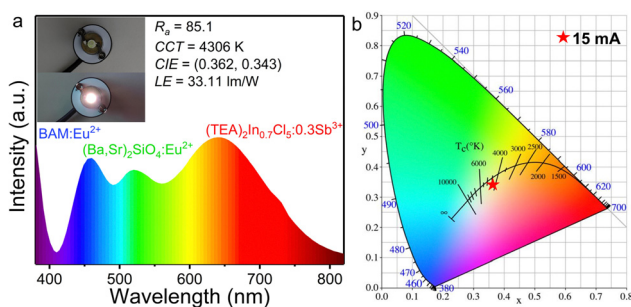 a
R_a = 85.1
CCT = 4306 K
CIE = (0.362, 0.343)
LE = 33.11 lm/W
BAM:Eu²⁺
(Ba,Sr)₂SiO₄:Eu²⁺
(TEA)₂In₀.₇Cl₅:0.3Sb³⁺
Intensity (a.u.)
400 500 600 700 800
Wavelength (nm)
b
15 mA
0.9
0.8
0.7
0.6
0.5
0.4
0.3
0.2
0.1
0.0
y
y
0.0 0.1 0.2 0.3 0.4 0.5 0.6 0.7 0.8
x
x
520
540
560
580
600
620
700
490
480
470
460
380
T_c(°K)
10000
6000
4000
3000
2500
2000
1500
∞